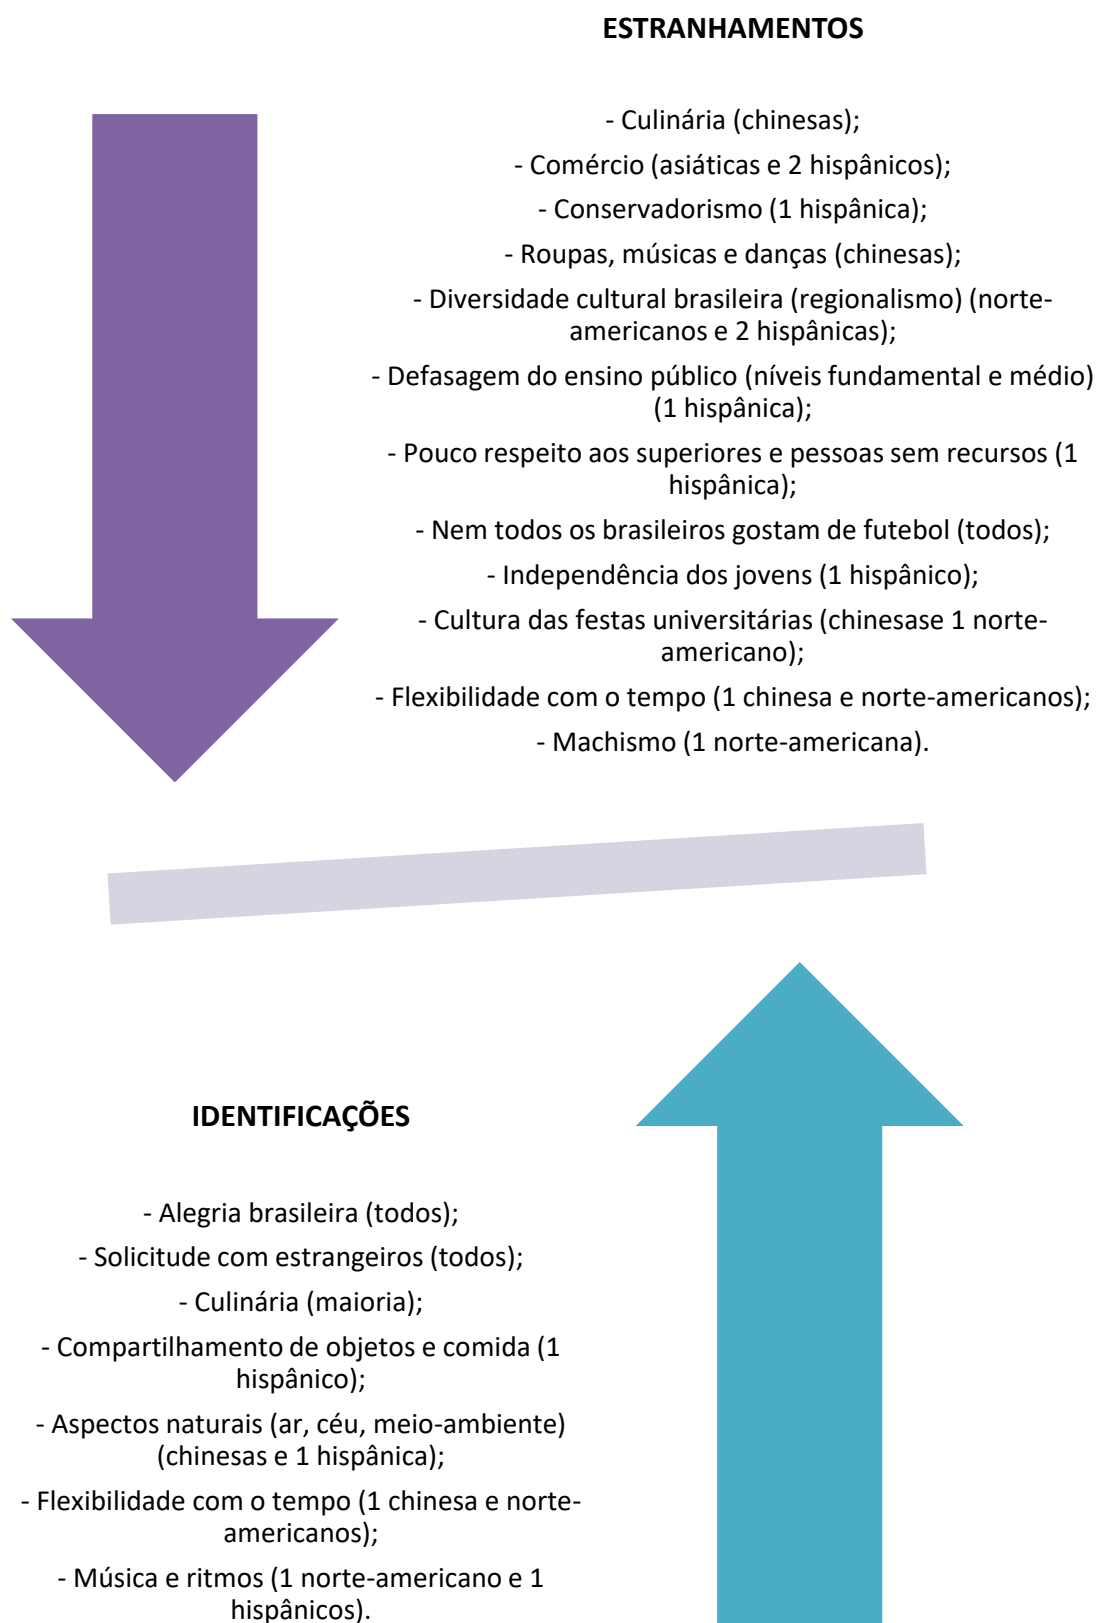 ESTRANHAMENTOS
- Culinária (chinesas);
- Comércio (asiáticas e 2 hispânicos);
- Conservadorismo (1 hispânica);
- Roupas, músicas e danças (chinesas);
- Diversidade cultural brasileira (regionalismo) (norte-
americanos e 2 hispânicas);
- Defasagem do ensino público (níveis fundamental e médio)
(1 hispânica);
- Pouco respeito aos superiores e pessoas sem recursos (1
hispânica);
- Nem todos os brasileiros gostam de futebol (todos);
- Independência dos jovens (1 hispânico);
- Cultura das festas universitárias (chinesase 1 norte-
americano);
- Flexibilidade com o tempo (1 chinesa e norte-americanos);
- Machismo (1 norte-americana).
IDENTIFICAÇÕES
- Alegria brasileira (todos);
- Solicitude com estrangeiros (todos);
- Culinária (maioria);
- Compartilhamento de objetos e comida (1
hispânico);
- Aspectos naturais (ar, céu, meio-ambiente)
(chinesas e 1 hispânica);
- Flexibilidade com o tempo (1 chinesa e norte-
americanos);
- Música e ritmos (1 norte-americano e 1
hispânicos).